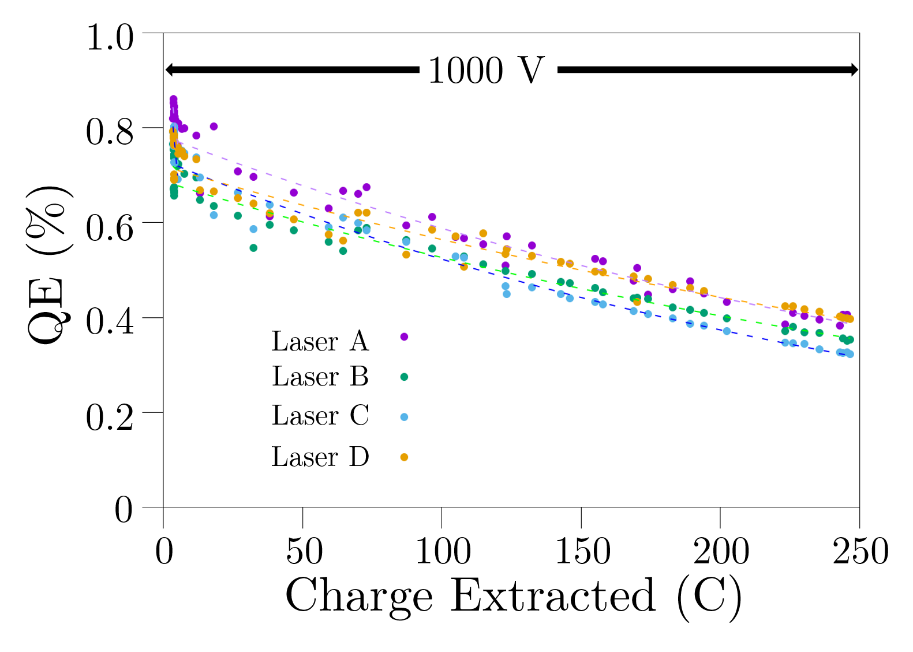 1.0
1000 V
0.8
0.6
QE (%)
0.4
Laser A
Laser B
0.2
Laser C
Laser D
0
0 50 100 150 200 250
Charge Extracted (C)